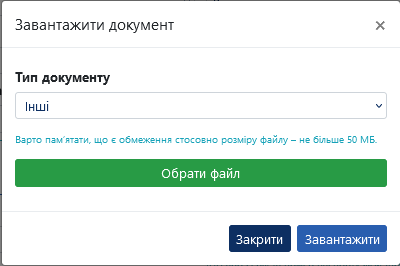 Завантажити документ
×
Тип документу
Інші
Варто пам'ятати, що є обмеження стосовно розміру файлу – не більше 50 МБ.
Обрати файл
Закрити
Завантажити